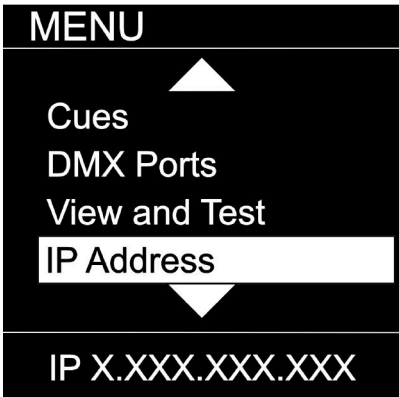 MENU
Cues
DMX Ports
View and Test
IP Address
IP X.XXX.XXX.XXX